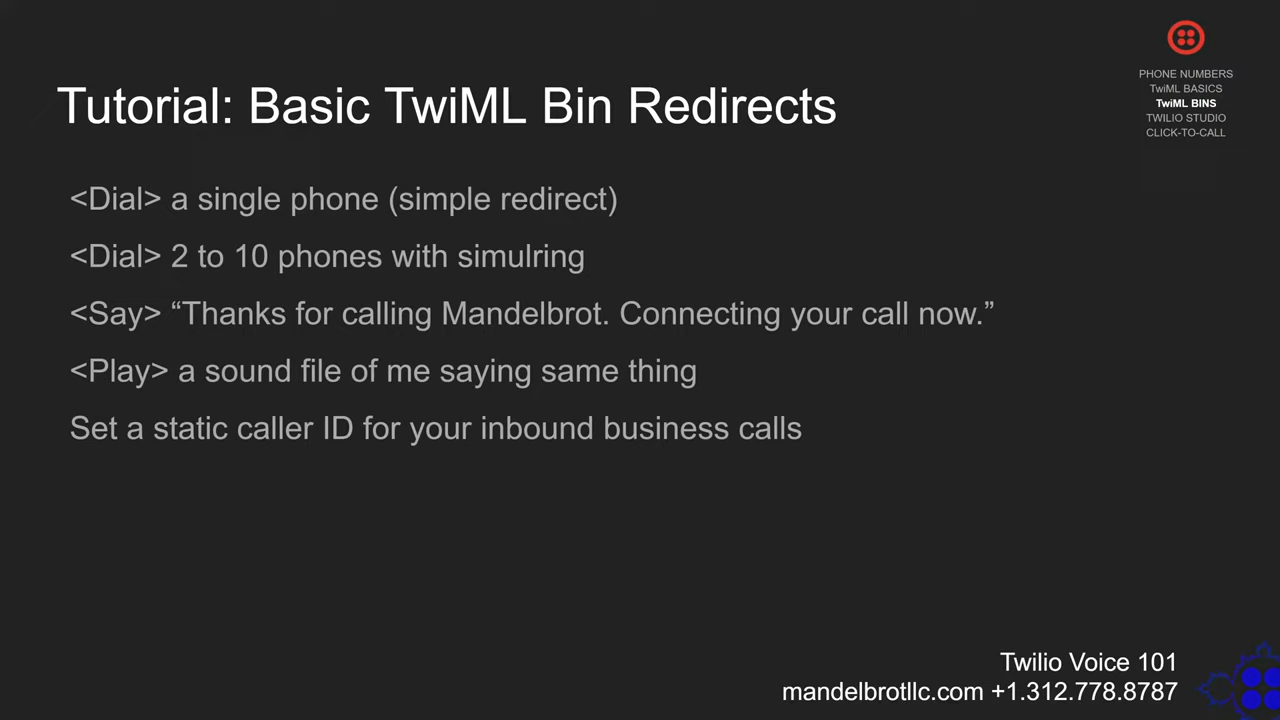 PHONE NUMBERS
TwiML BASICS
TwiML BINS
TWILIO STUDIO
CLICK-TO-CALL
Tutorial: Basic TwiML Bin Redirects
<Dial> a single phone (simple redirect)
<Dial> 2 to 10 phones with simulring
<Say> “Thanks for calling Mandelbrot. Connecting your call now.”
<Play> a sound file of me saying same thing
Set a static caller ID for your inbound business calls
Twilio Voice 101
mandelbrotllc.com +1.312.778.8787